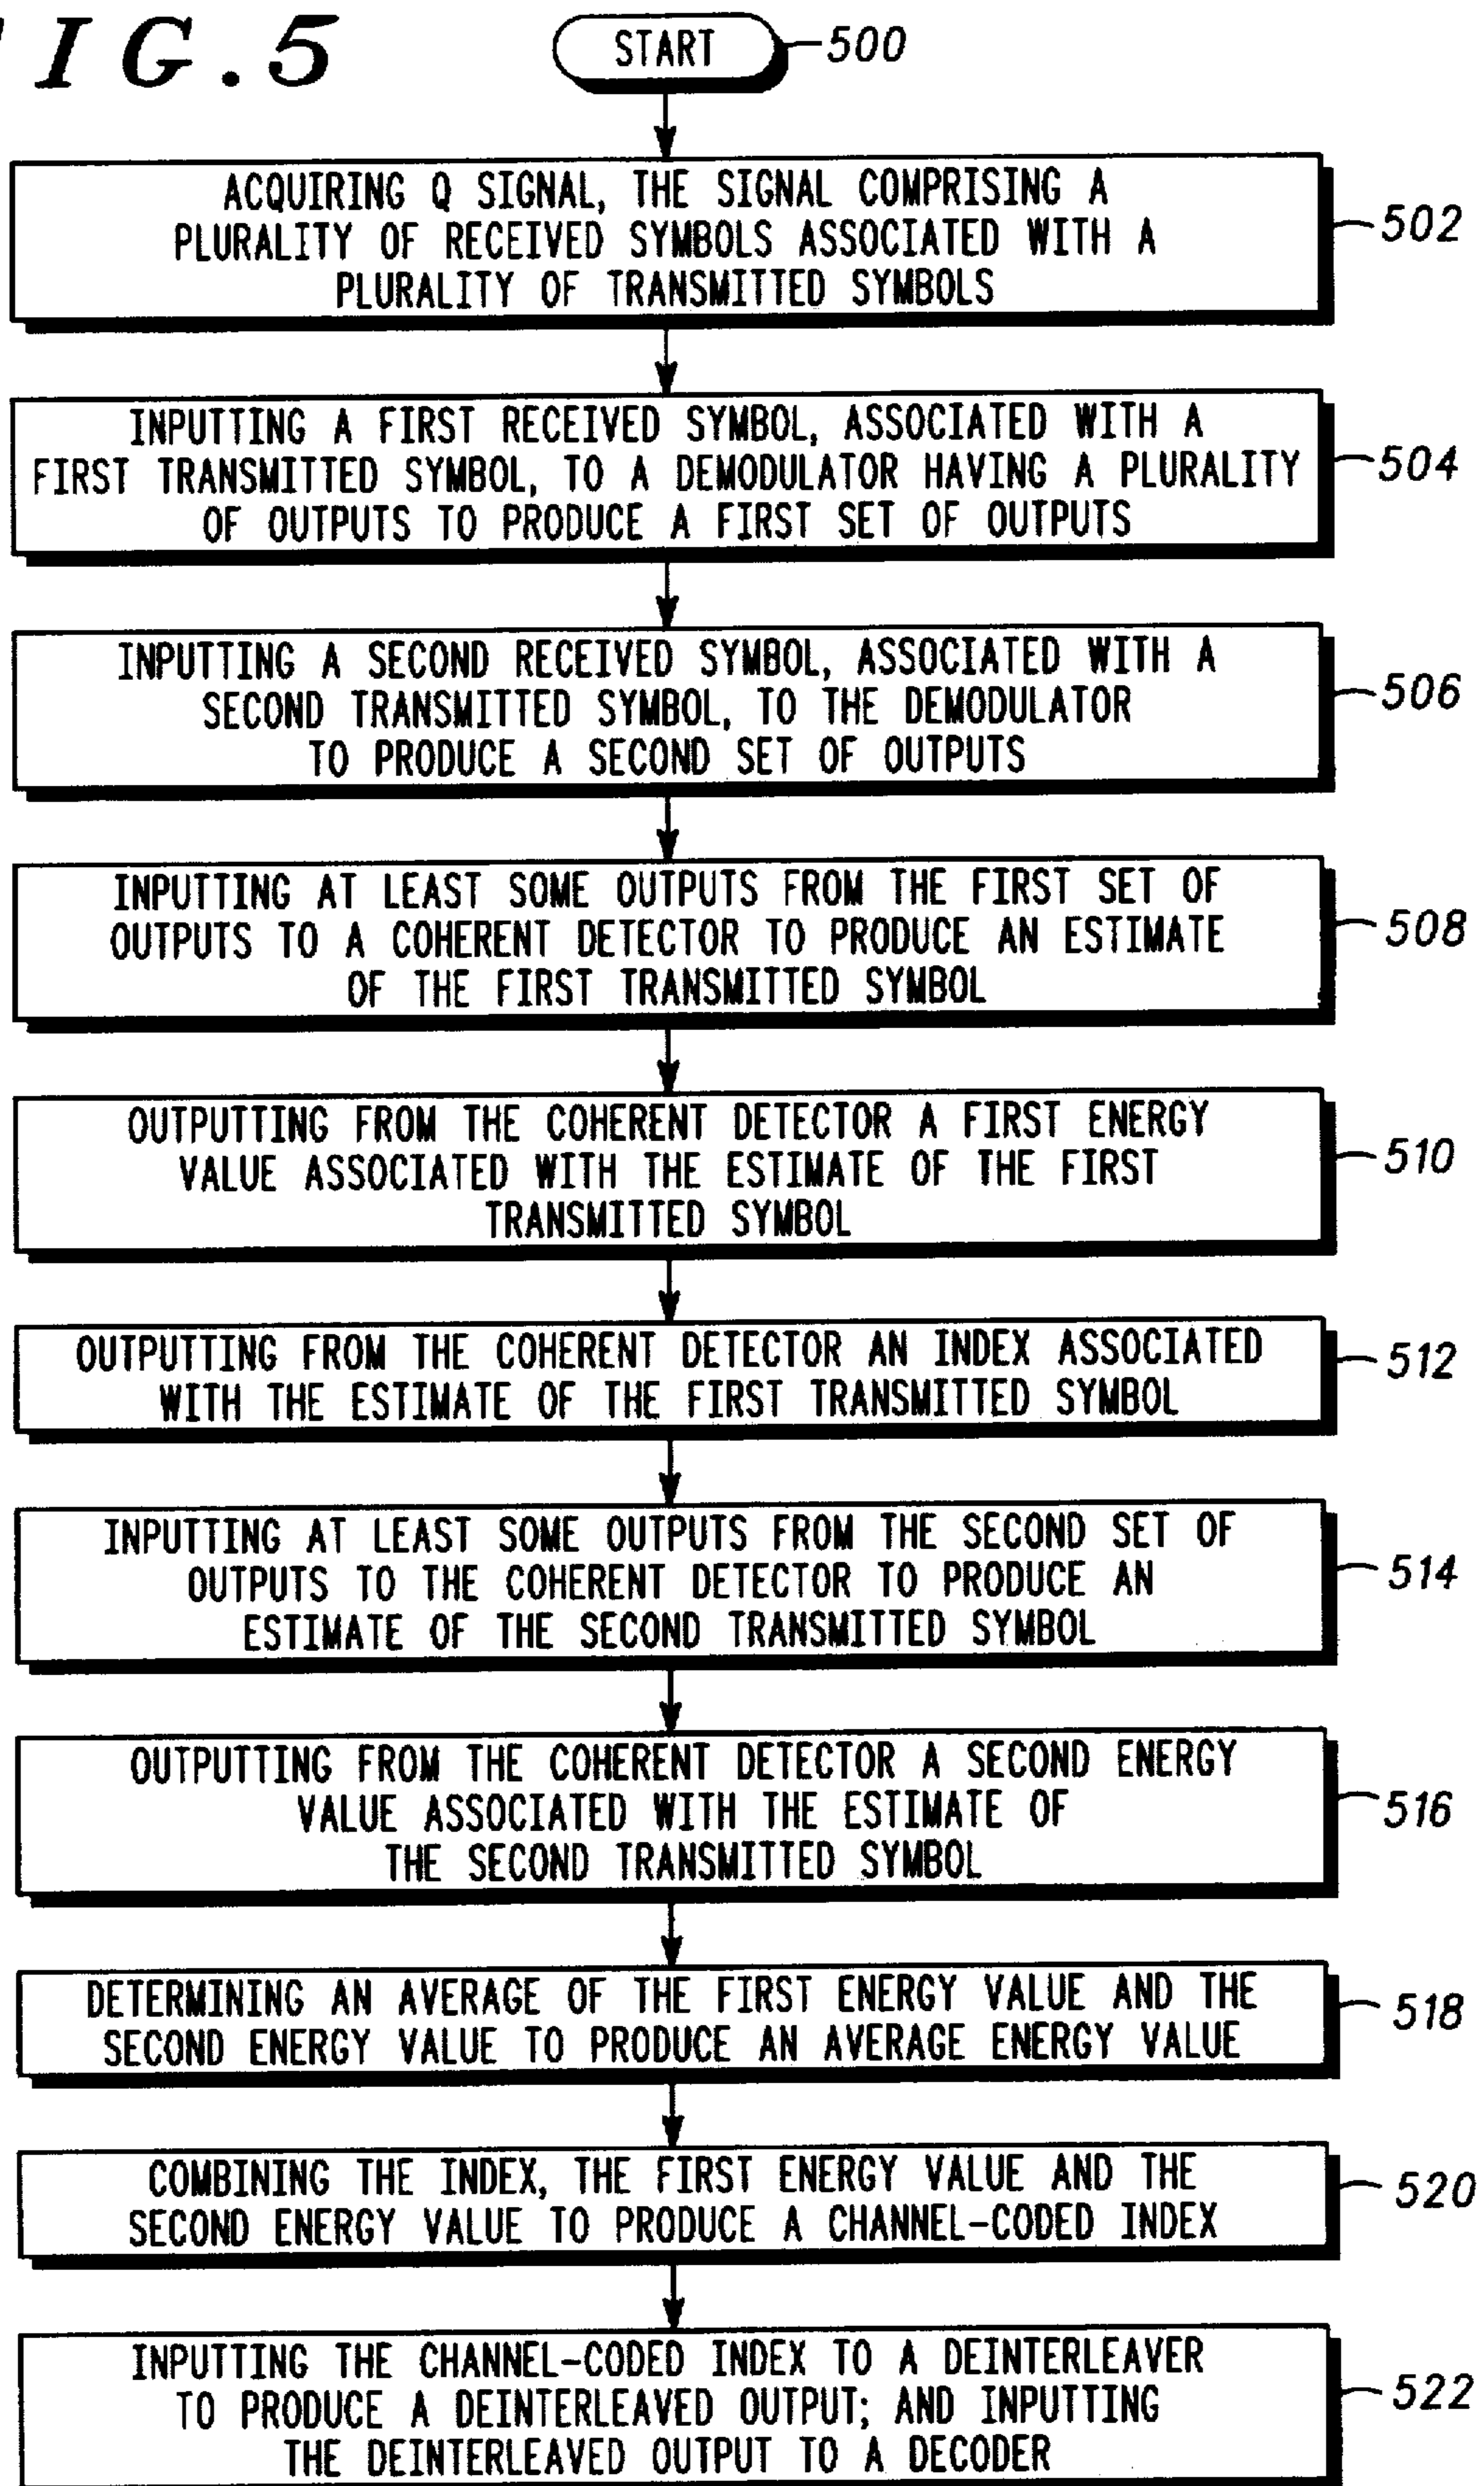 FIG.5
START
500
ACQUIRING Q SIGNAL, THE SIGNAL COMPRISING A
PLURALITY OF RECEIVED SYMBOLS ASSOCIATED WITH A
PLURALITY OF TRANSMITTED SYMBOLS
502
INPUTTING A FIRST RECEIVED SYMBOL, ASSOCIATED WITH A
FIRST TRANSMITTED SYMBOL, TO A DEMODULATOR HAVING A PLURALITY
OF OUTPUTS TO PRODUCE A FIRST SET OF OUTPUTS
504
INPUTTING A SECOND RECEIVED SYMBOL, ASSOCIATED WITH A
SECOND TRANSMITTED SYMBOL, TO THE DEMODULATOR
TO PRODUCE A SECOND SET OF OUTPUTS
506
INPUTTING AT LEAST SOME OUTPUTS FROM THE FIRST SET OF
OUTPUTS TO A COHERENT DETECTOR TO PRODUCE AN ESTIMATE
OF THE FIRST TRANSMITTED SYMBOL
508
OUTPUTTING FROM THE COHERENT DETECTOR A FIRST ENERGY
VALUE ASSOCIATED WITH THE ESTIMATE OF THE FIRST
TRANSMITTED SYMBOL
510
OUTPUTTING FROM THE COHERENT DETECTOR AN INDEX ASSOCIATED
WITH THE ESTIMATE OF THE FIRST TRANSMITTED SYMBOL
512
INPUTTING AT LEAST SOME OUTPUTS FROM THE SECOND SET OF
OUTPUTS TO THE COHERENT DETECTOR TO PRODUCE AN
ESTIMATE OF THE SECOND TRANSMITTED SYMBOL
514
OUTPUTTING FROM THE COHERENT DETECTOR A SECOND ENERGY
VALUE ASSOCIATED WITH THE ESTIMATE OF
THE SECOND TRANSMITTED SYMBOL
516
DETERMINING AN AVERAGE OF THE FIRST ENERGY VALUE AND THE
SECOND ENERGY VALUE TO PRODUCE AN AVERAGE ENERGY VALUE
518
COMBINING THE INDEX, THE FIRST ENERGY VALUE AND THE
SECOND ENERGY VALUE TO PRODUCE A CHANNEL-CODED INDEX
520
INPUTTING THE CHANNEL-CODED INDEX TO A DEINTERLEAVER
TO PRODUCE A DEINTERLEAVED OUTPUT; AND INPUTTING
THE DEINTERLEAVED OUTPUT TO A DECODER
522